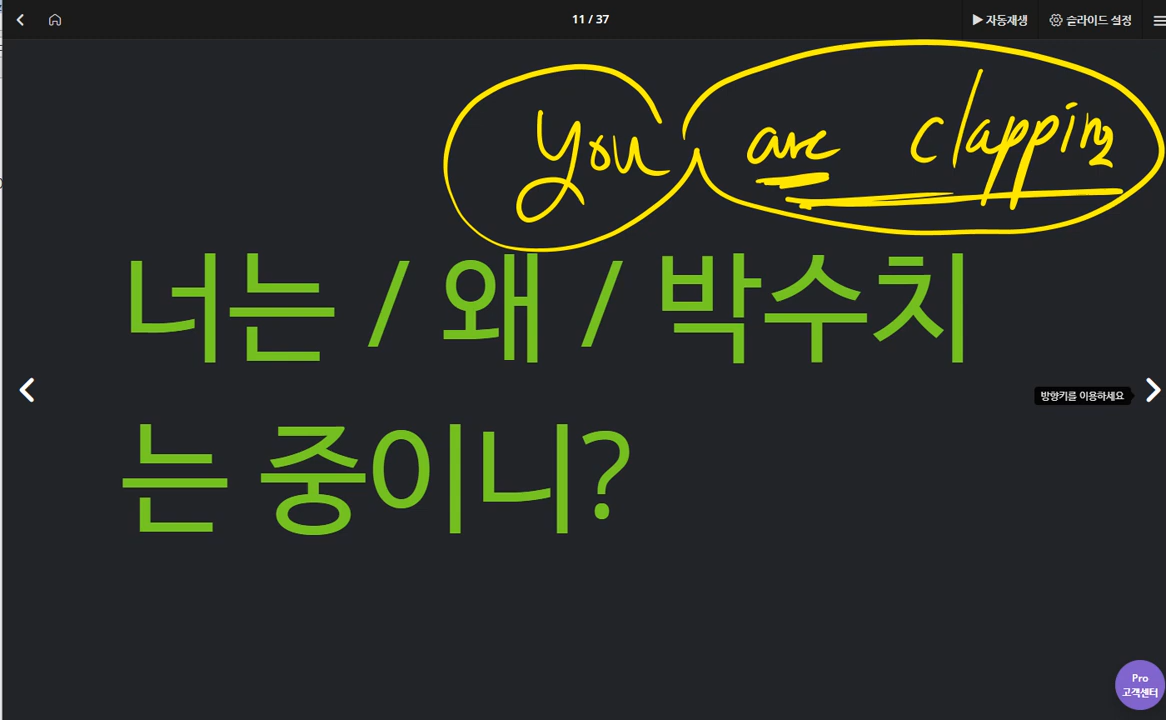 11 / 37
▶ 자동재생
슬라이드 설정
you are clapping
너는 / 왜 / 박수치
는 중이니?
방향키를 이용하세요
Pro
고객센터